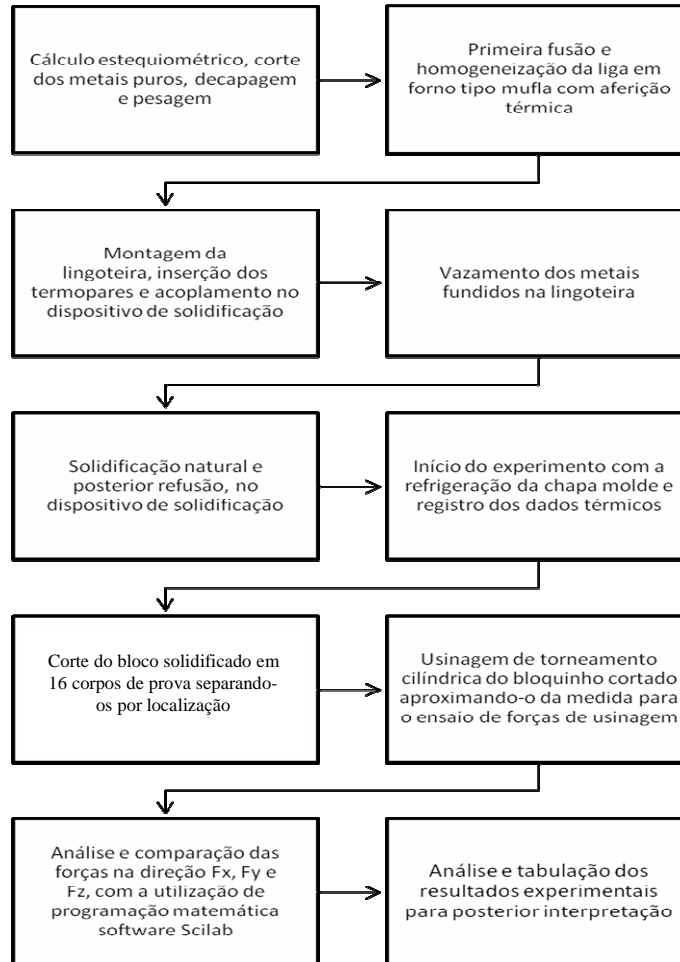 Cálculo estequiométrico, corte
dos metais puros, decapagem
e pesagem
Primeira fusão e
homogeneização da liga em
forno tipo mufla com aferição
térmica
Montagem da
lingoteira, inserção dos
termopares e acoplamento no
dispositivo de solidificação
Vazamento dos metais
fundidos na lingoteira
Solidificação natural e
posterior refusão, no
dispositivo de solidificação
Início do experimento com a
refrigeração da chapa molde e
registro dos dados térmicos
Corte do bloco solidificado em
16 corpos de prova separando-
os por localização
Usinagem de torneamento
cilíndrica do bloquinho cortado
aproximando-o da medida para
o ensaio de forças de usinagem
Análise e comparação das
forças na direção Fx, Fy e
Fz, com a utilização de
programação matemática
software Scilab
Análise e tabulação dos
resultados experimentais
para posterior interpretação